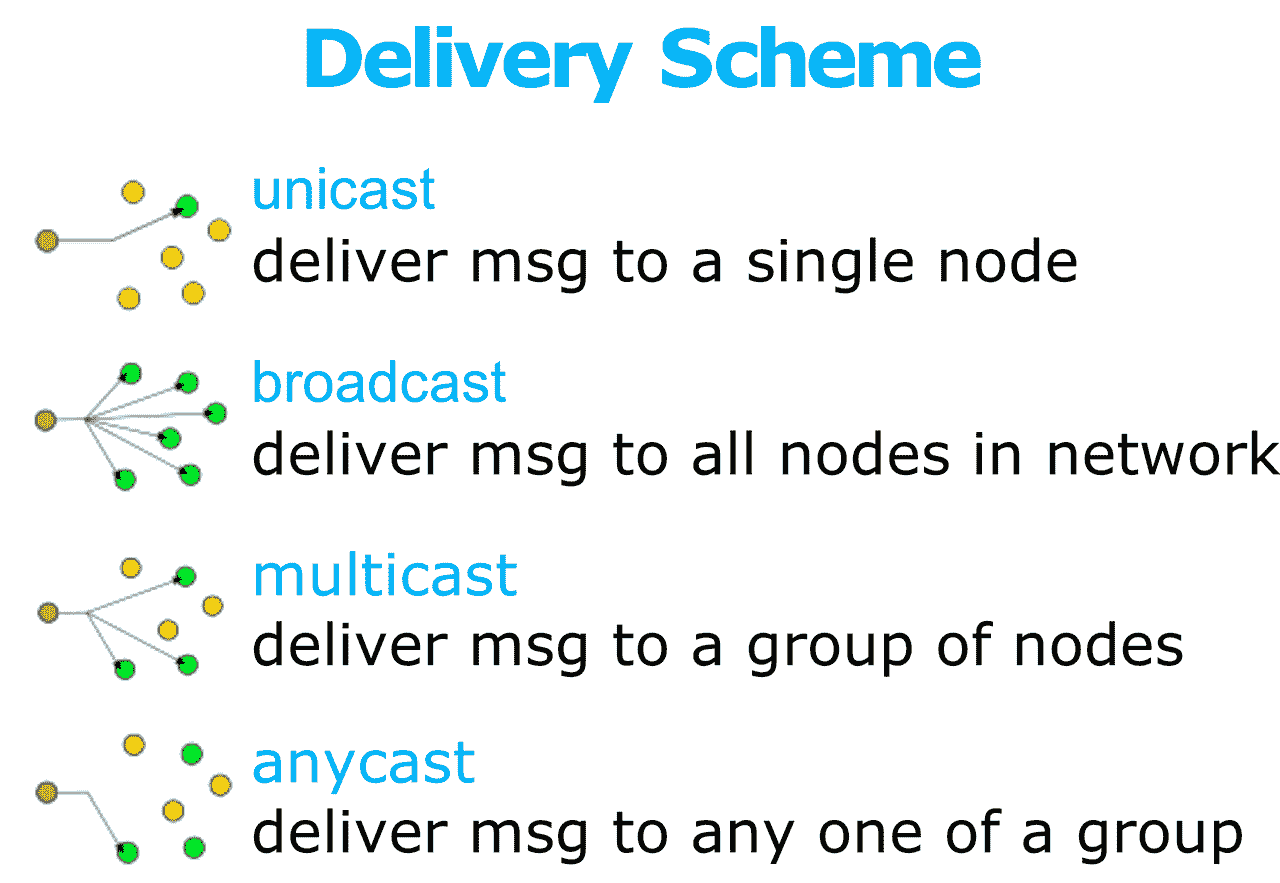 Delivery Scheme
unicast
deliver msg to a single node
broadcast
deliver msg to all nodes in network
multicast
deliver msg to a group of nodes
anycast
deliver msg to any one of a group